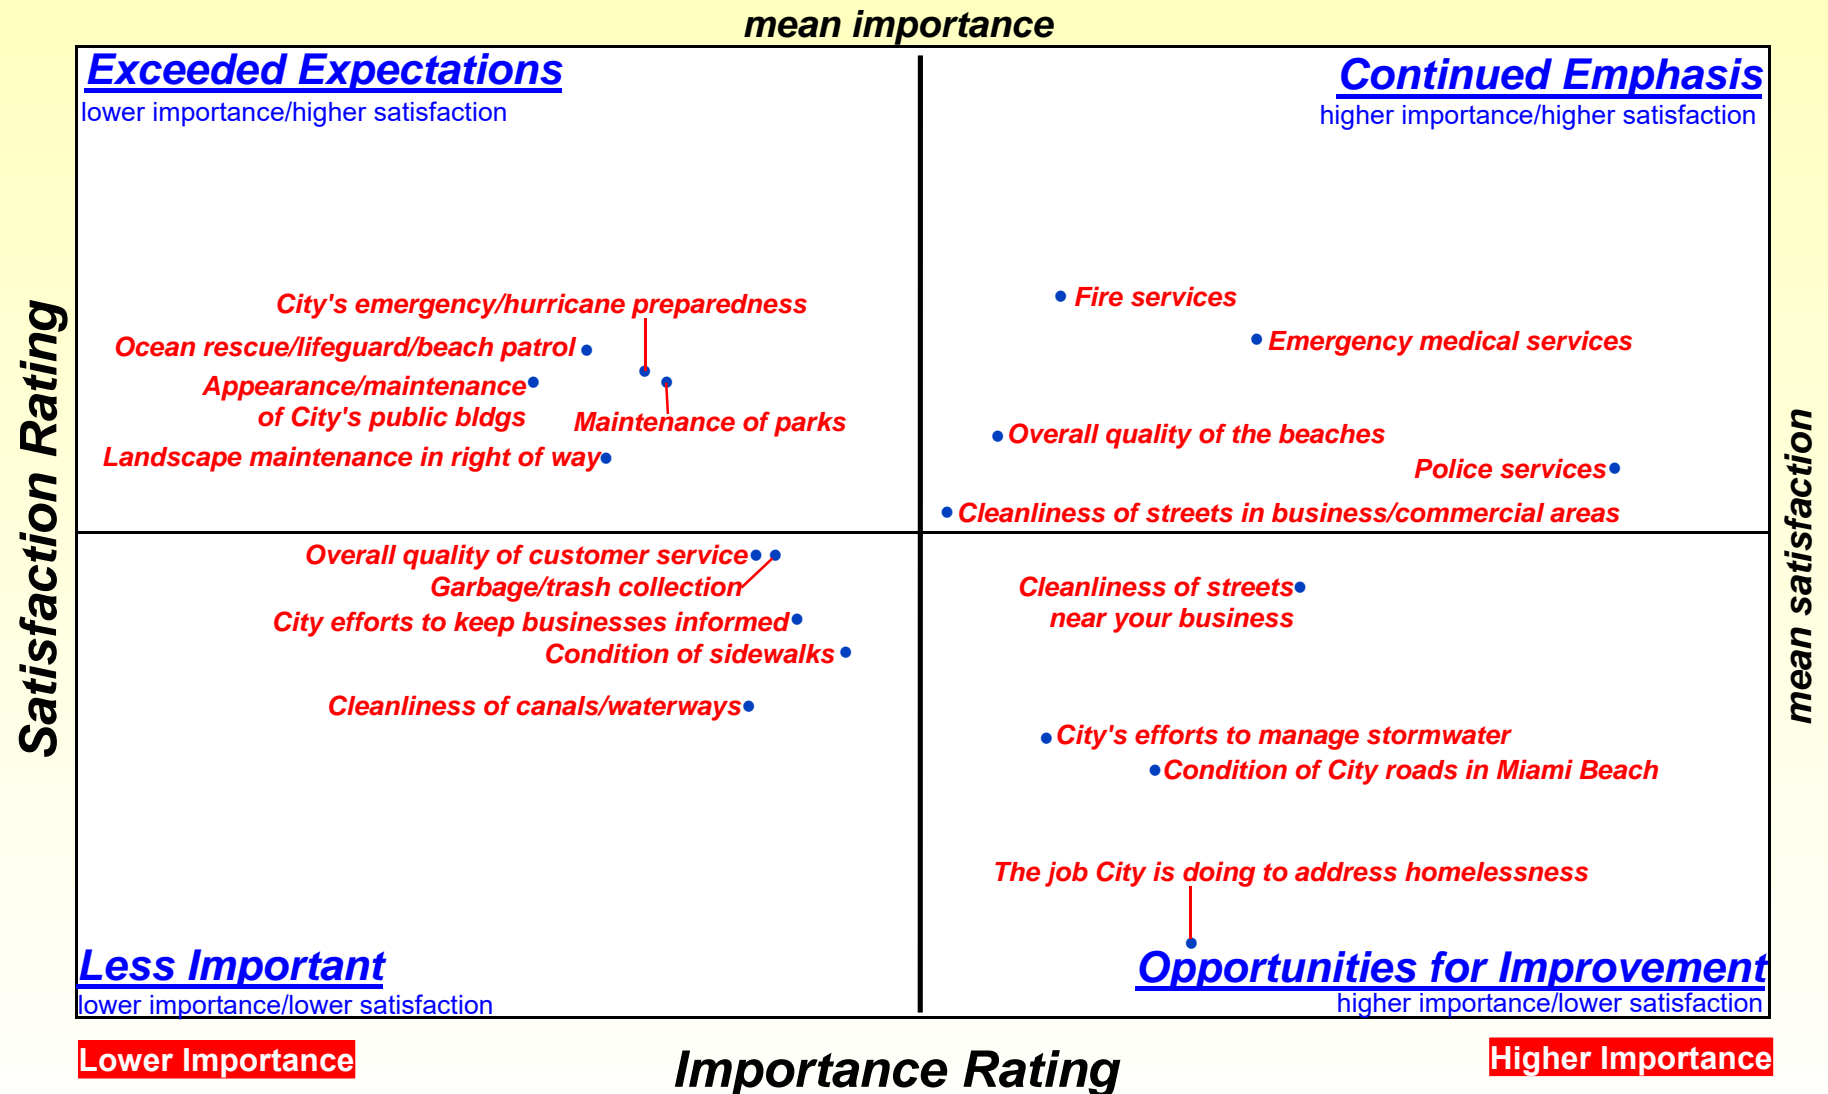 mean importance
Exceeded Expectations
lower importance/higher satisfaction
Continued Emphasis
higher importance/higher satisfaction
City's emergency/hurricane preparedness
Ocean rescue/lifeguard/beach patrol
Appearance/maintenance
of City's public bldgs
Maintenance of parks
Landscape maintenance in right of way
Fire services
Emergency medical services
Overall quality of the beaches
Police services
Cleanliness of streets in business/commercial areas
Satisfaction Rating
mean satisfaction
Overall quality of customer service
Garbage/trash collection
City efforts to keep businesses informed
Condition of sidewalks
Cleanliness of canals/waterways
Cleanliness of streets
near your business
City's efforts to manage stormwater
Condition of City roads in Miami Beach
The job City is doing to address homelessness
Less Important
lower importance/lower satisfaction
Opportunities for Improvement
higher importance/lower satisfaction
Lower Importance
Importance Rating
Higher Importance